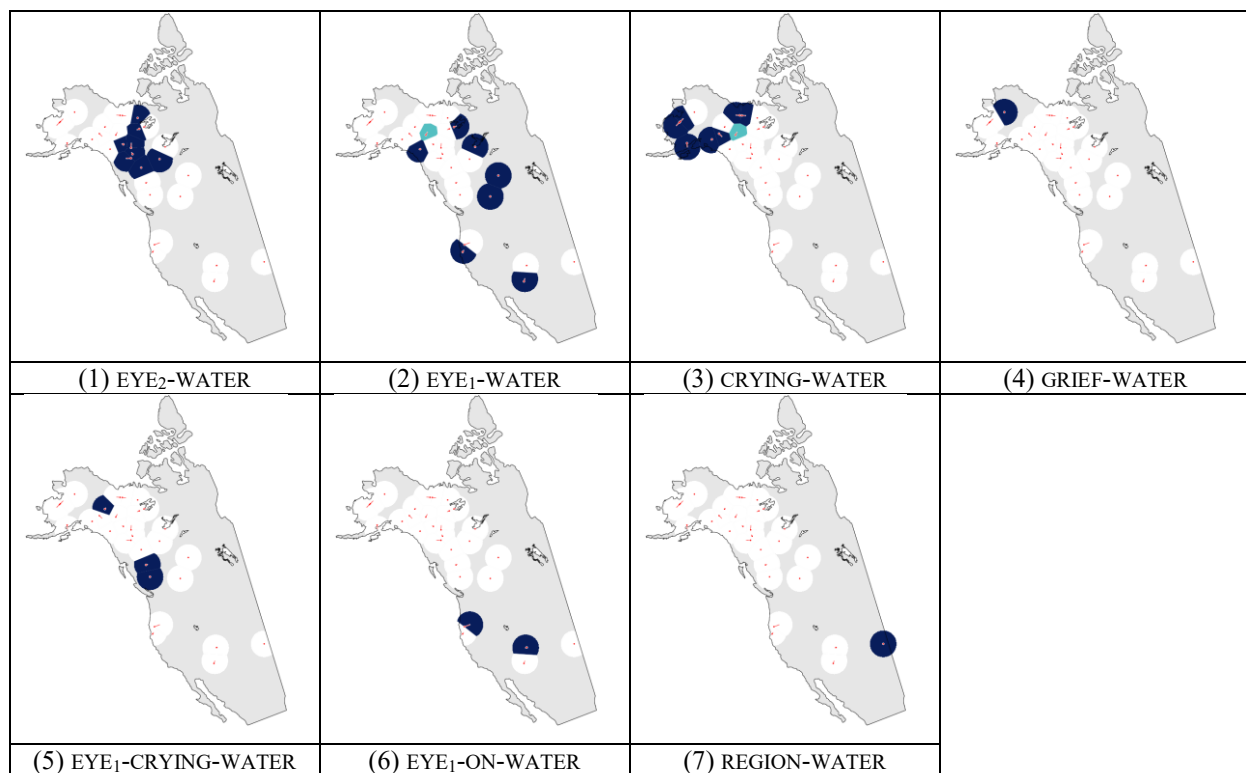 (1) EYE₂-WATER
(2) EYE₁-WATER
(3) CRYING-WATER
(4) GRIEF-WATER
(5) EYE₁-CRYING-WATER
(6) EYE₁-ON-WATER
(7) REGION-WATER